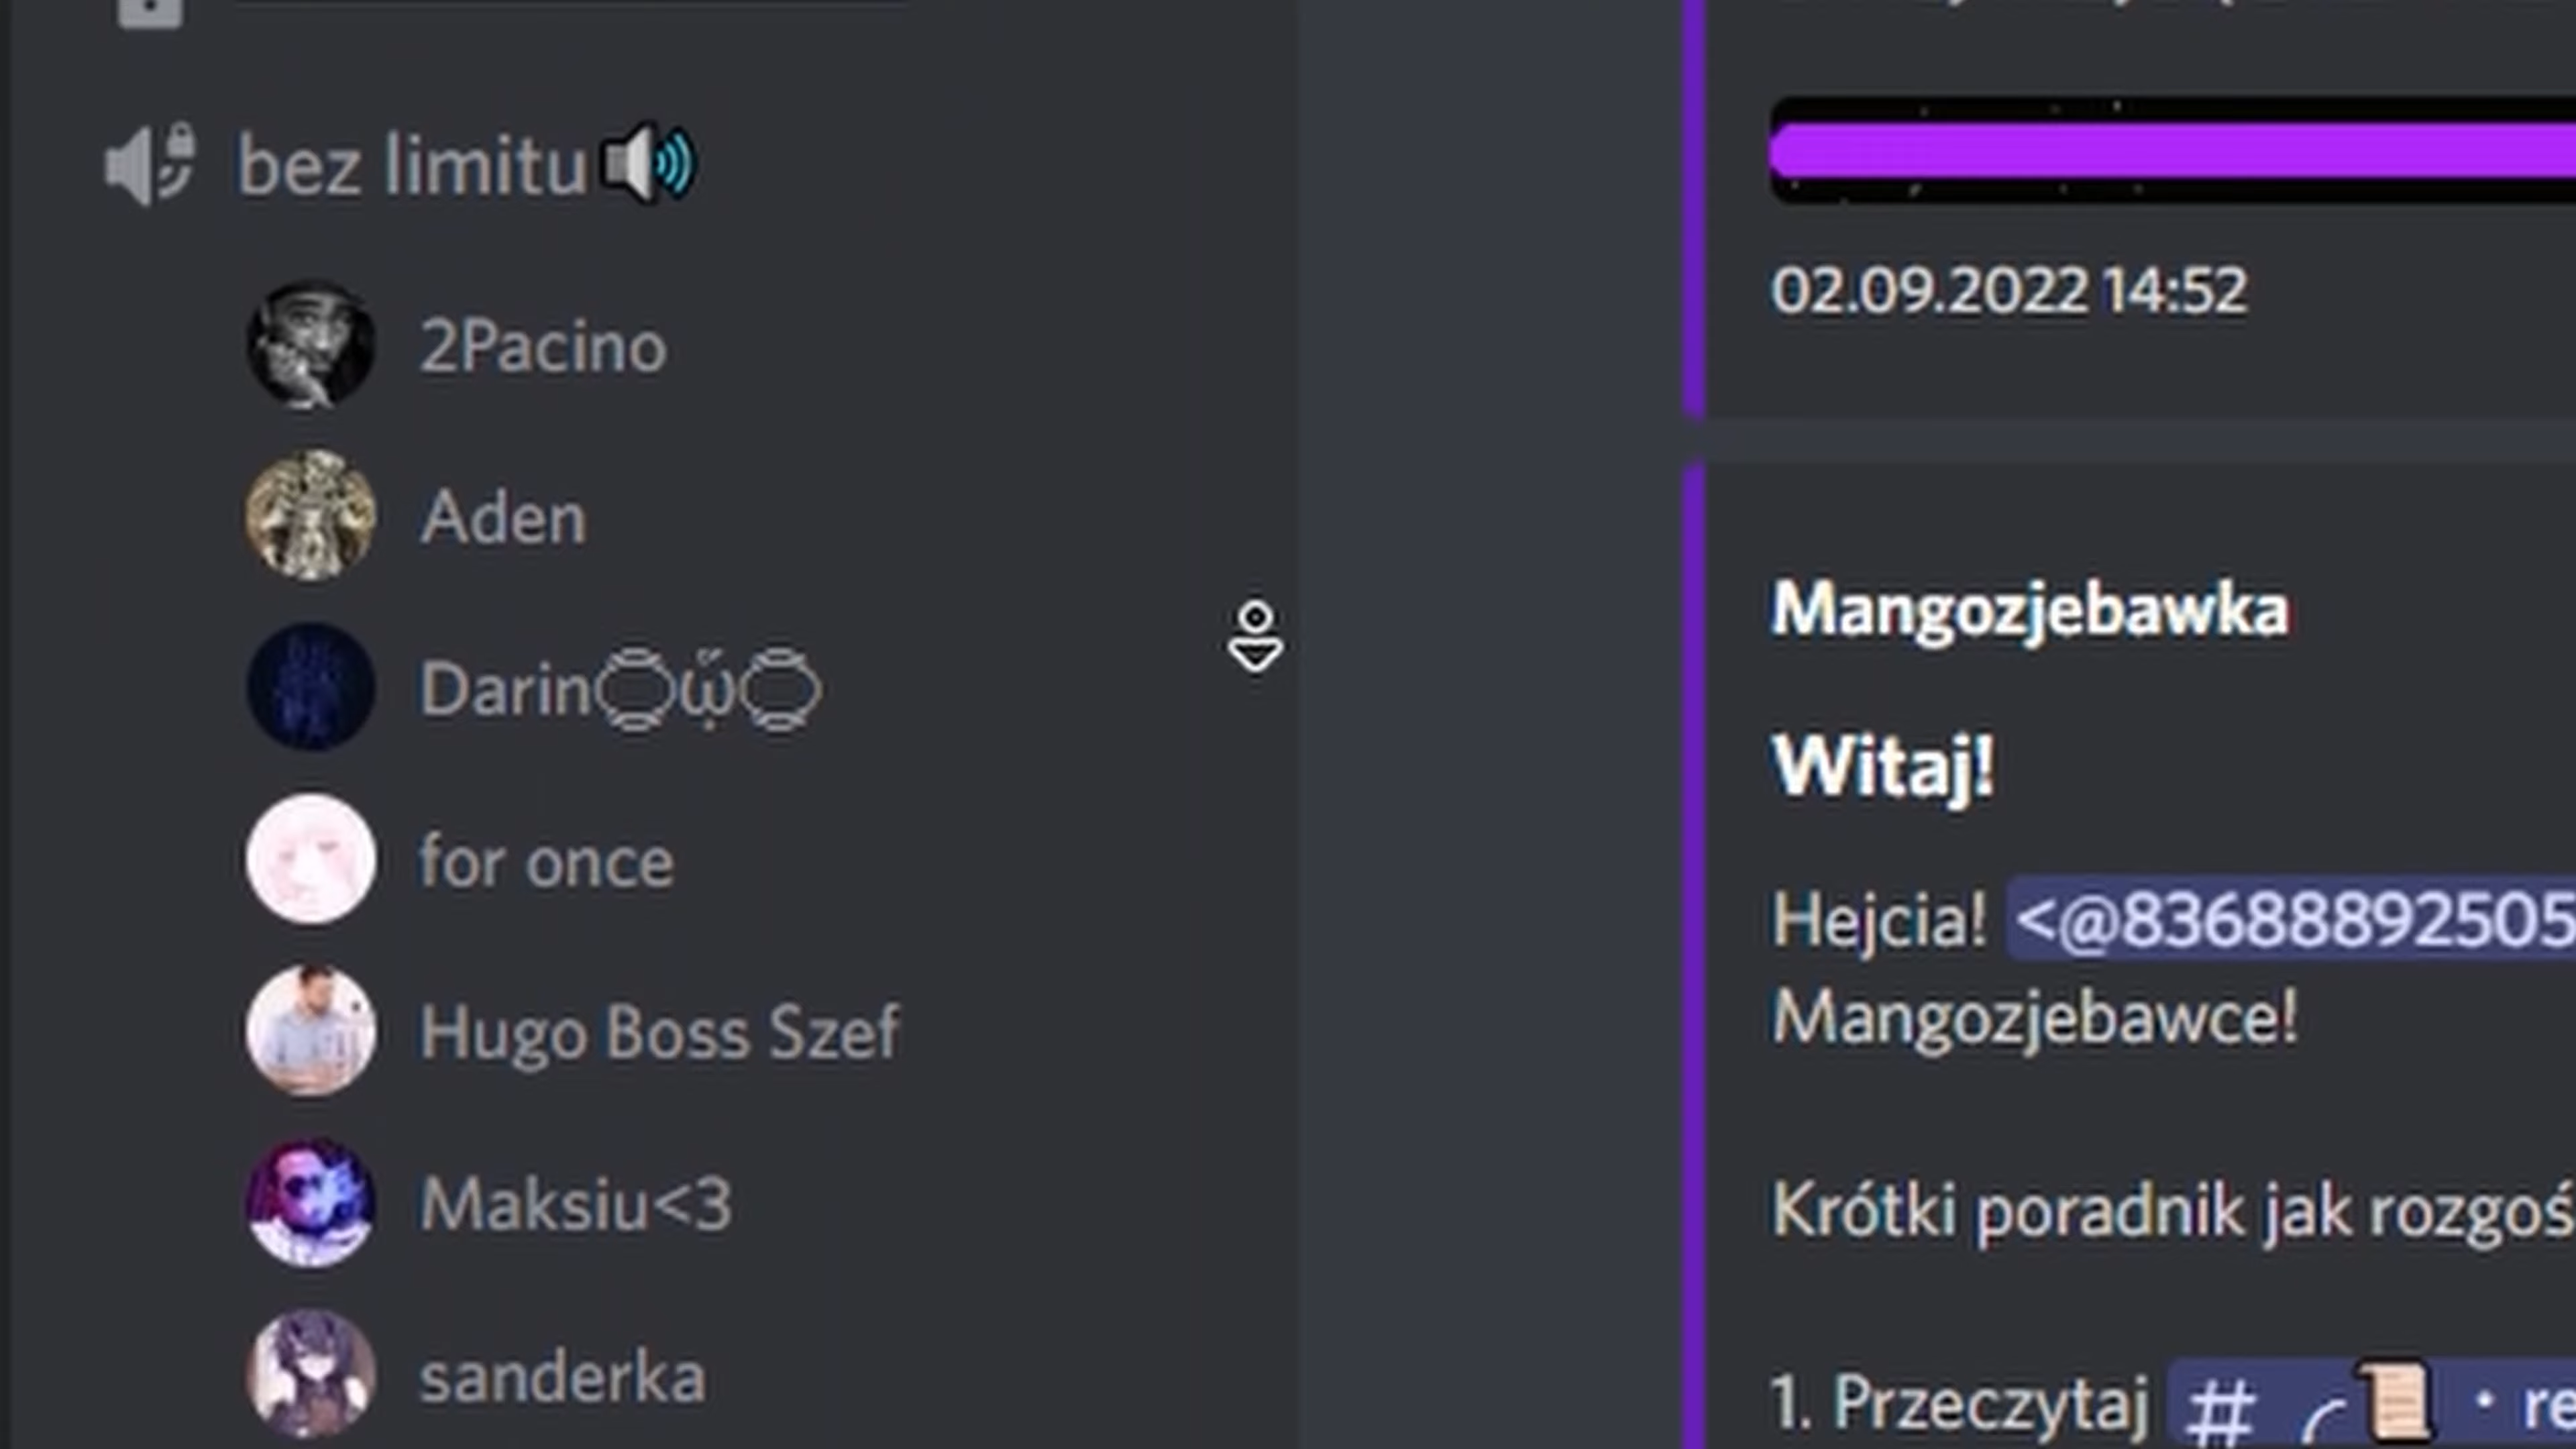 bez limitu🔊
2Pacino
Aden
Darin
for once
Hugo Boss Szef
Maksiu<3
sanderka
02.09.2022 14:52
Mangozjebawka
Witaj!
Hejcia! <@83688892505
Mangozjebawce!
Krótki poradnik jak rozgoś
1. Przeczytaj # ╭📜・re